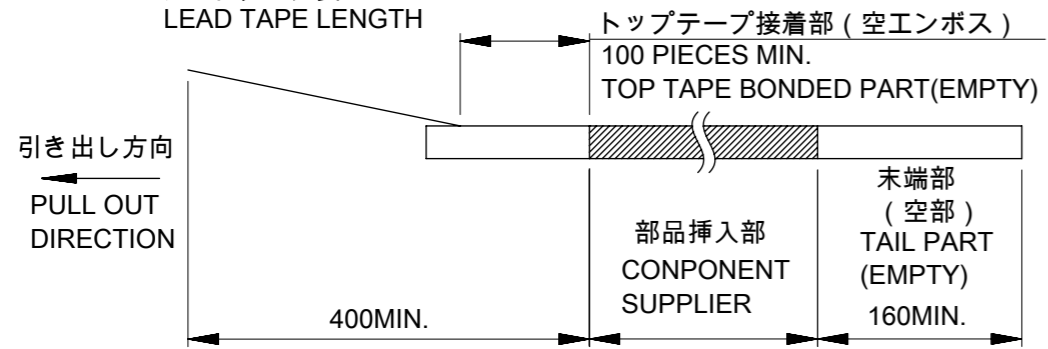 LEAD TAPE LENGTH
トップテープ接着部(空エンボス)
100 PIECES MIN.
TOP TAPE BONDED PART(EMPTY)
引き出し方向
PULL OUT
DIRECTION
部品挿入部
CONPONENT
SUPPLIER
末端部
(空部)
TAIL PART
(EMPTY)
400MIN.
160MIN.